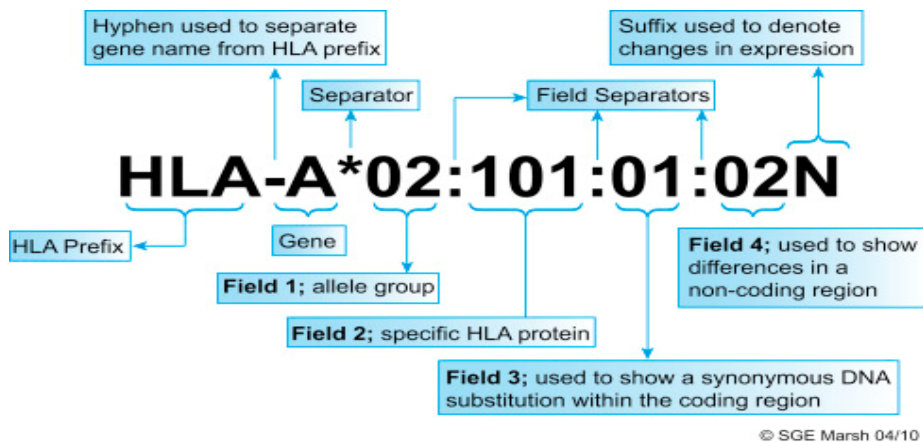 Hyphen used to separate
gene name from HLA prefix
Suffix used to denote
changes in expression
Separator
Field Separators
HLA-A*02:101:01:02N
HLA Prefix
Gene
Field 1; allele group
Field 2; specific HLA protein
Field 3; used to show a synonymous DNA
substitution within the coding region
Field 4; used to show
differences in a
non-coding region
© SGE Marsh 04/10